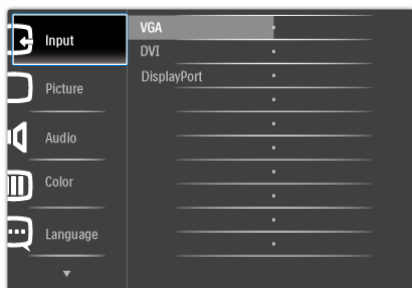 Input
Picture
Audio
Color
Language
VGA
DVI
DisplayPort